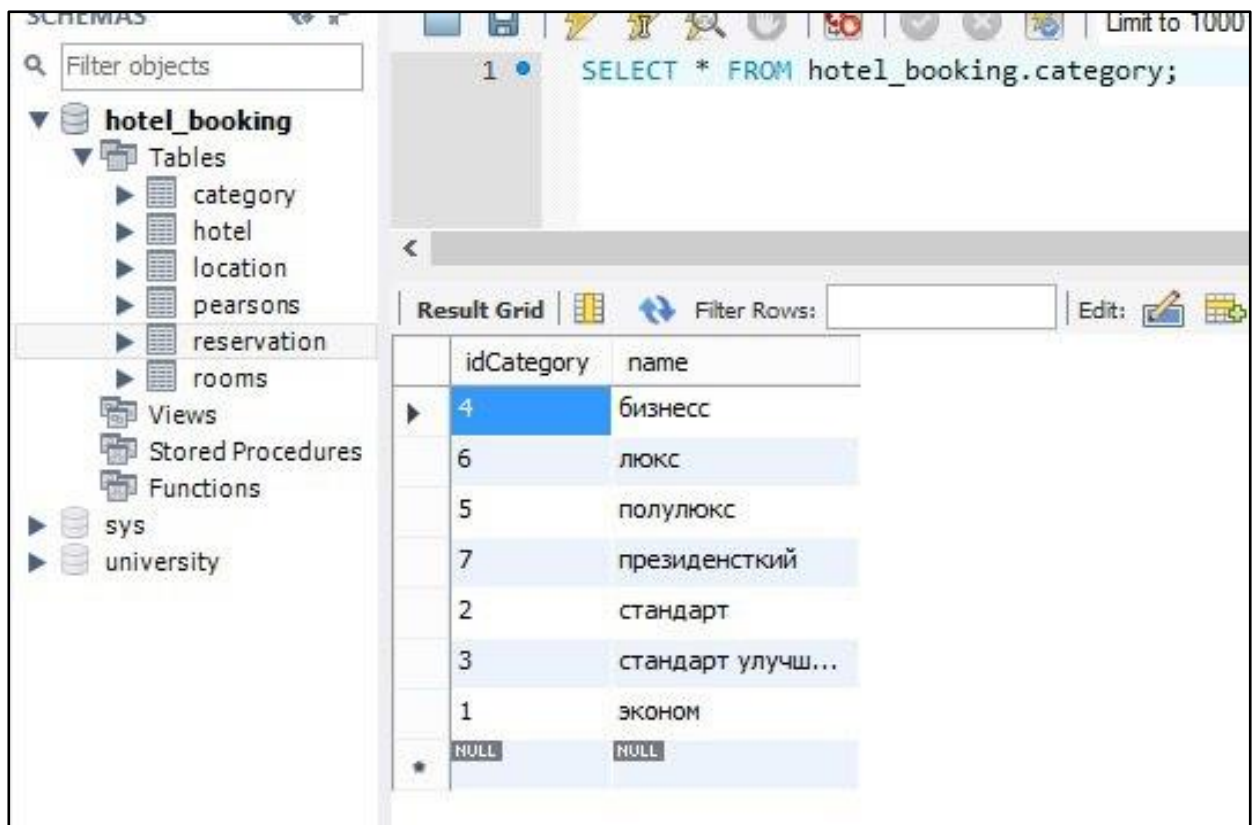 SCHEMAS
Filter objects
hotel_booking
Tables
category
hotel
location
pearsons
reservation
rooms
Views
Stored Procedures
Functions
sys
university
Limit to 1000
1 SELECT * FROM hotel_booking.category;
Result Grid Filter Rows: Edit:
idCategory name
4 бизнесс
6 люкс
5 полулюкс
7 президенсткий
2 стандарт
3 стандарт улучш...
1 эконом
NULL NULL